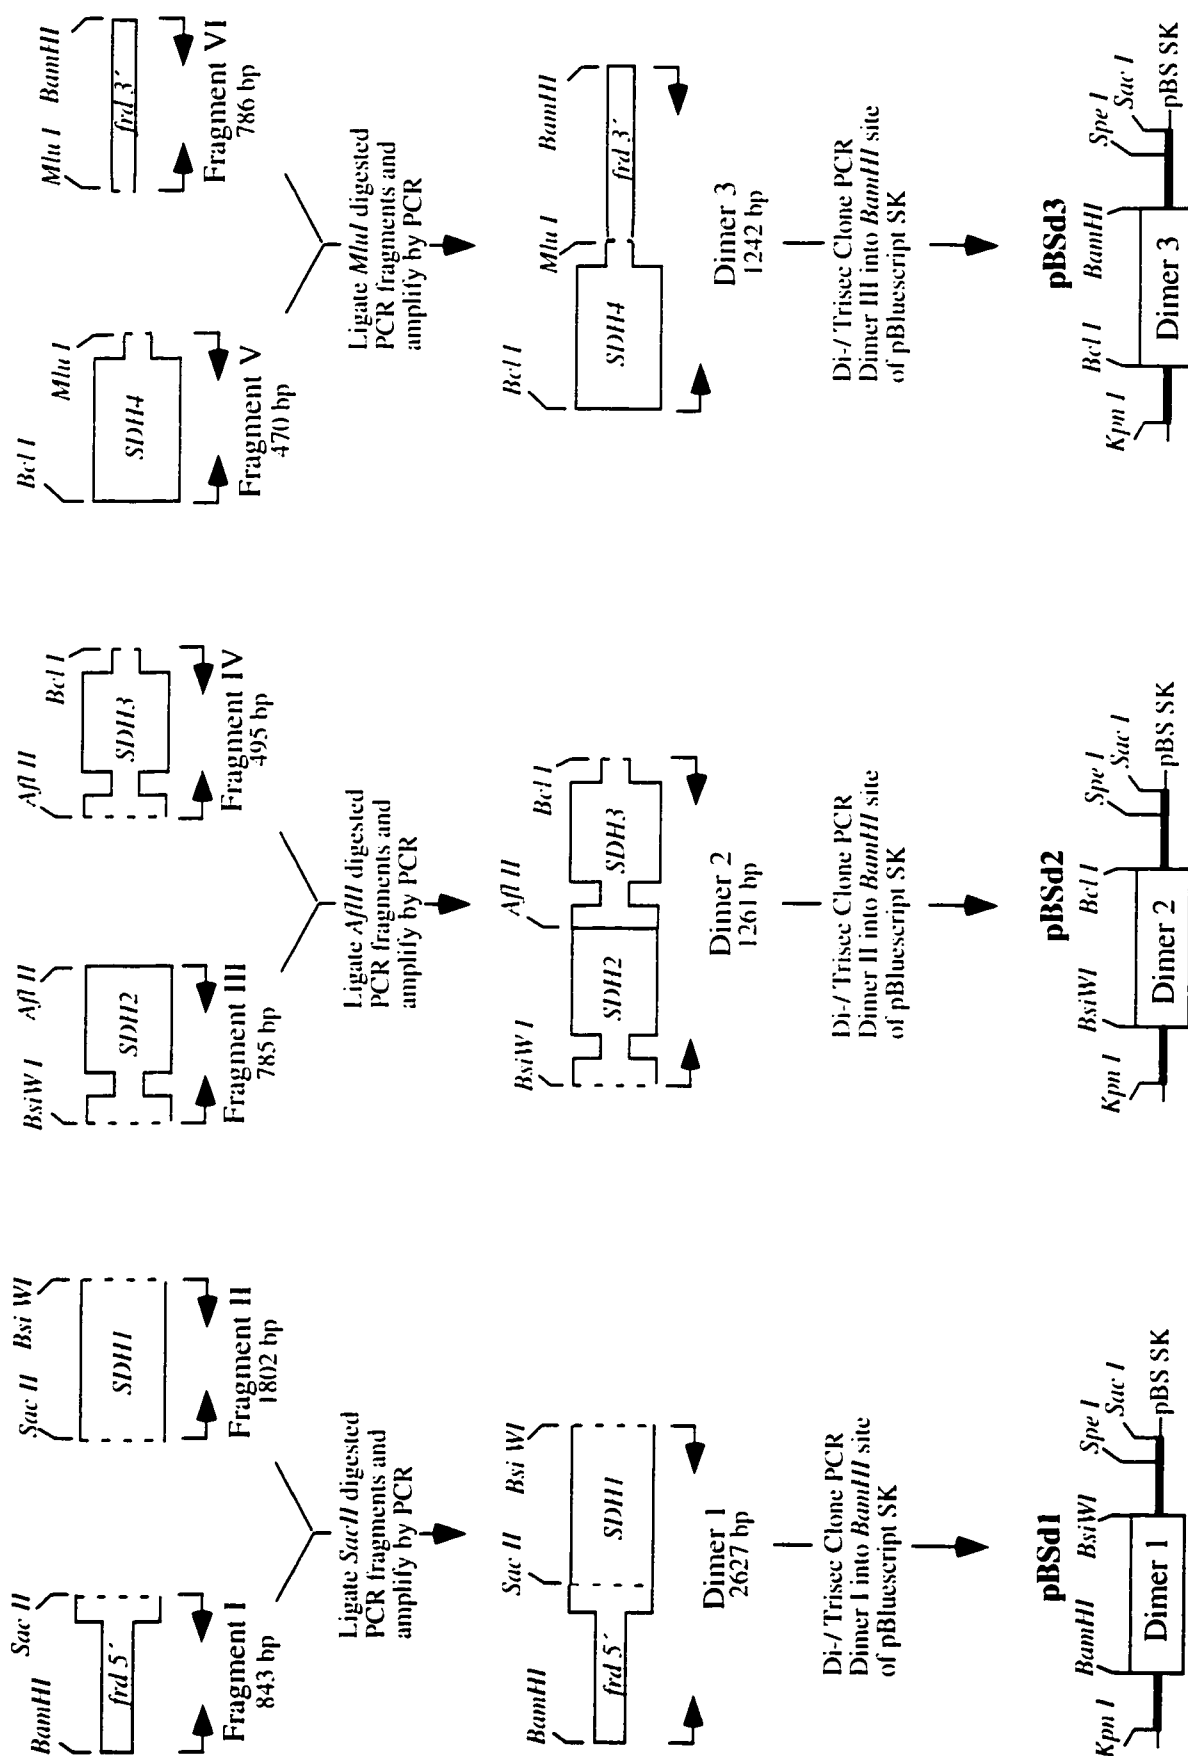 BamHI
Sac II
frd 5´
Fragment I
843 bp
Sac II
Bsi WI
SDH1
Fragment II
1802 bp
Ligate SacII digested
PCR fragments and
amplify by PCR
BamHI
Sac II
Bsi WI
frd 5´
SDH1
Dimer 1
2627 bp
Di-/ Trisec Clone PCR
Dimer I into BamHI site
of pBluescript SK
pBSd1
Kpn I
BamHI
BsiWI
Spe I
Sac I
Dimer 1
pBS SK
BsiW I
Afl II
SDH2
Fragment III
785 bp
Afl II
Bcl I
SDH3
Fragment IV
495 bp
Ligate AflII digested
PCR fragments and
amplify by PCR
BsiW I
Afl II
Bcl I
SDH2
SDH3
Dimer 2
1261 bp
Di-/ Trisec Clone PCR
Dimer II into BamHI site
of pBluescript SK
pBSd2
Kpn I
BsiWI
Bcl I
Spe I
Sac I
Dimer 2
pBS SK
Bcl I
Mlu I
SDH4
Fragment V
470 bp
Mlu I
BamHI
frd 3´
Fragment VI
786 bp
Ligate MluI digested
PCR fragments and
amplify by PCR
Bcl I
Mlu I
BamHI
SDH4
frd 3´
Dimer 3
1242 bp
Di-/ Trisec Clone PCR
Dimer III into BamHI site
of pBluescript SK
pBSd3
Kpn I
Bcl I
BamHI
Spe I
Sac I
Dimer 3
pBS SK